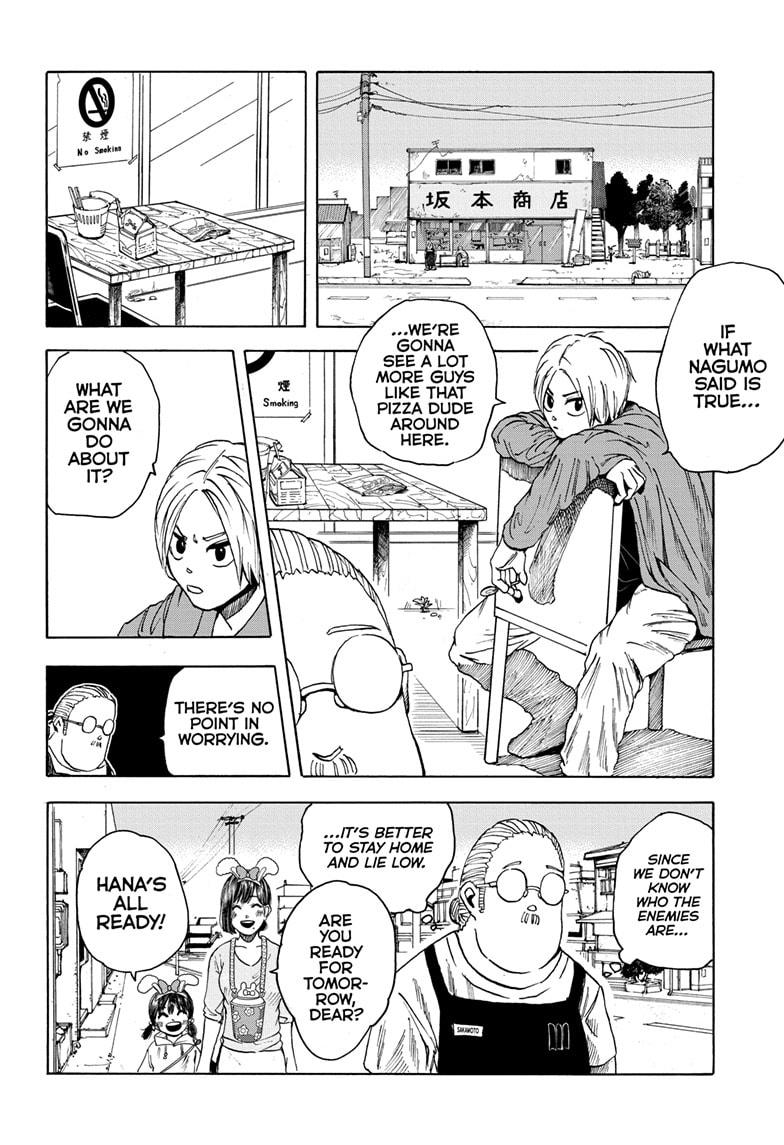 坂本商店
禁煙
No Smoking
IF
WHAT
NAGUMO
SAID IS
TRUE...
...WE'RE
GONNA
SEE A LOT
MORE GUYS
LIKE THAT
PIZZA DUDE
AROUND
HERE.
煙
Smoking
WHAT
ARE WE
GONNA
DO
ABOUT
IT?
THERE'S NO
POINT IN
WORRYING.
SINCE
WE DON'T
KNOW
WHO THE
ENEMIES
ARE...
...IT'S BETTER
TO STAY HOME
AND LIE LOW.
SAKAMOTO
ARE
YOU
READY
FOR
TOMOR-
ROW,
DEAR?
HANA'S
ALL
READY!